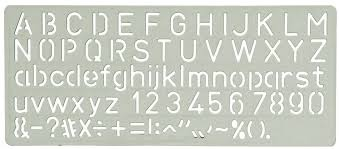 ABCDEFGHIJKLM
NOPQRSTUVWXYZ
abcdefghijklmnopqrst
uvwxyz 1234567890
&-?!×÷±=!:^"„~%().